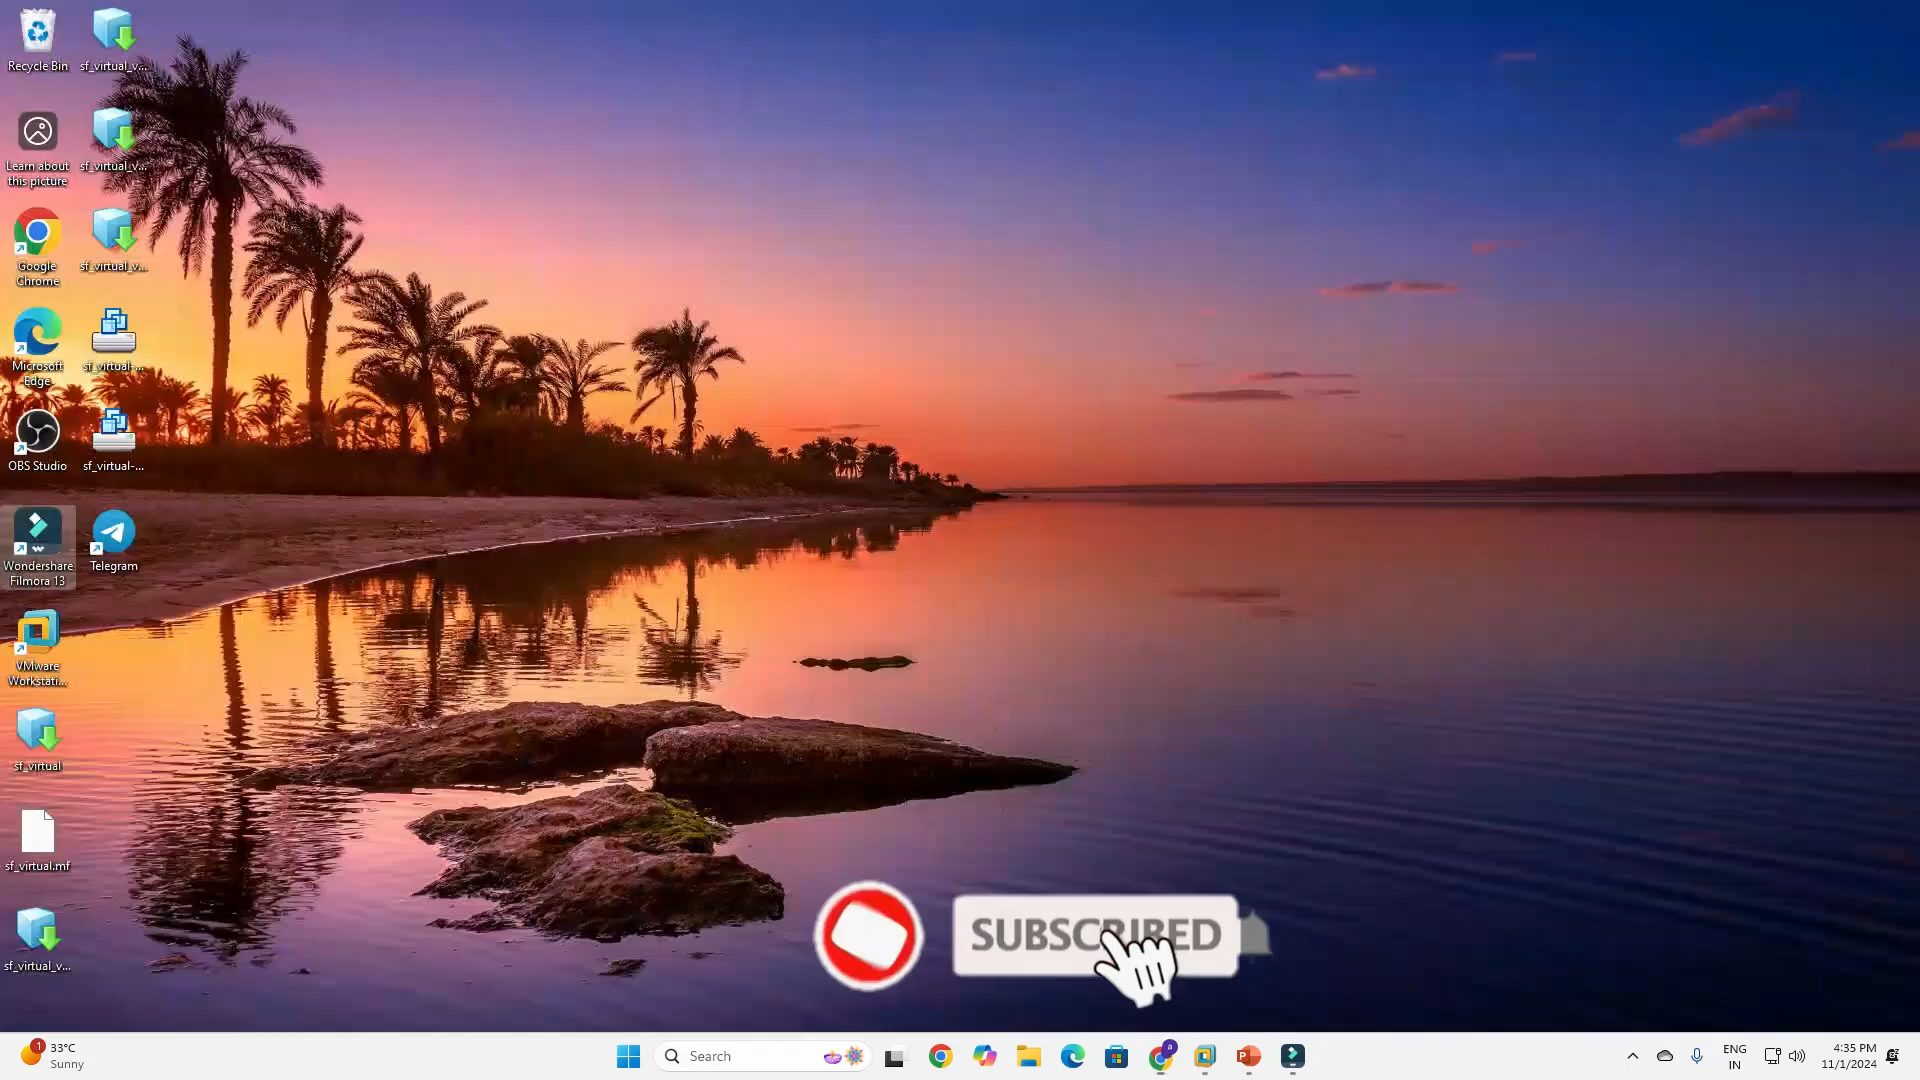 Recycle Bin
sf_virtual_v...
Learn about
this picture
sf_virtual_v...
Google
Chrome
sf_virtual_v...
Microsoft
Edge
sf_virtual-...
OBS Studio
sf_virtual-...
Wondershare
Filmora 13
Telegram
VMware
Workstati...
sf_virtual
sf_virtual.mf
sf_virtual_v...
SUBSCRIBED
1
33°C
Sunny
Search
a
ENG
IN
4:35 PM
11/1/2024